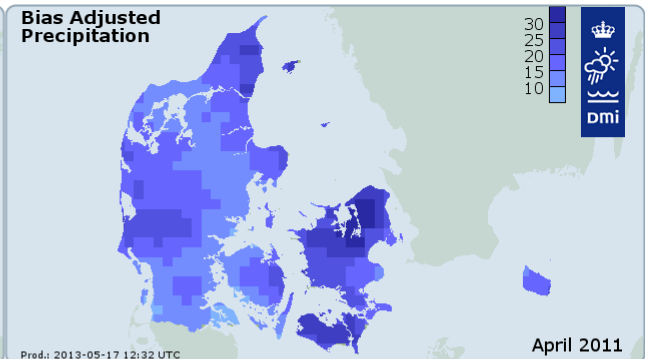 Bias Adjusted
Precipitation
30
25
20
15
10
DMi
Prod.: 2013-05-17 12:32 UTC
April 2011